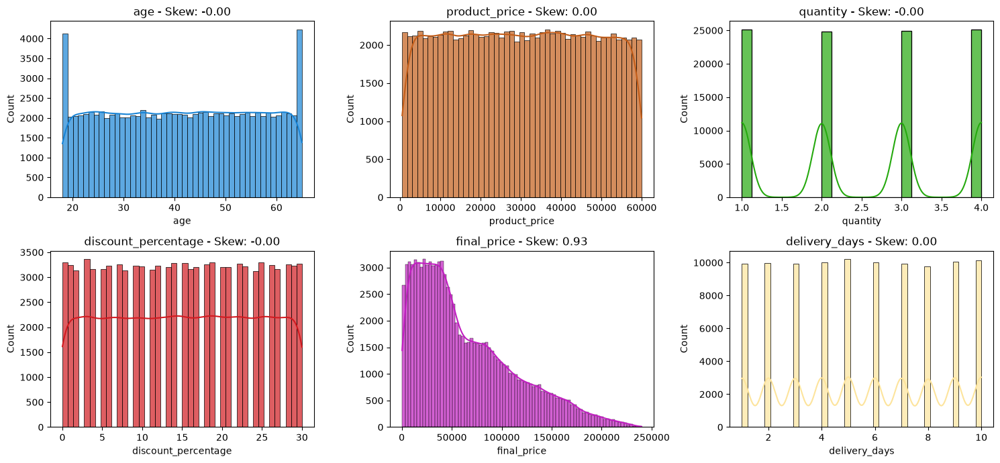 age - Skew: -0.00
Count
4000
3500
3000
2500
2000
1500
1000
500
0
20 30 40 50 60
age
product_price - Skew: 0.00
Count
2000
1500
1000
500
0
0 10000 20000 30000 40000 50000 60000
product_price
quantity - Skew: -0.00
Count
25000
20000
15000
10000
5000
0
1.0 1.5 2.0 2.5 3.0 3.5 4.0
quantity
discount_percentage - Skew: -0.00
Count
3500
3000
2500
2000
1500
1000
500
0
0 5 10 15 20 25 30
discount_percentage
final_price - Skew: 0.93
Count
3000
2500
2000
1500
1000
500
0
0 50000 100000 150000 200000 250000
final_price
delivery_days - Skew: 0.00
Count
10000
8000
6000
4000
2000
0
2 4 6 8 10
delivery_days